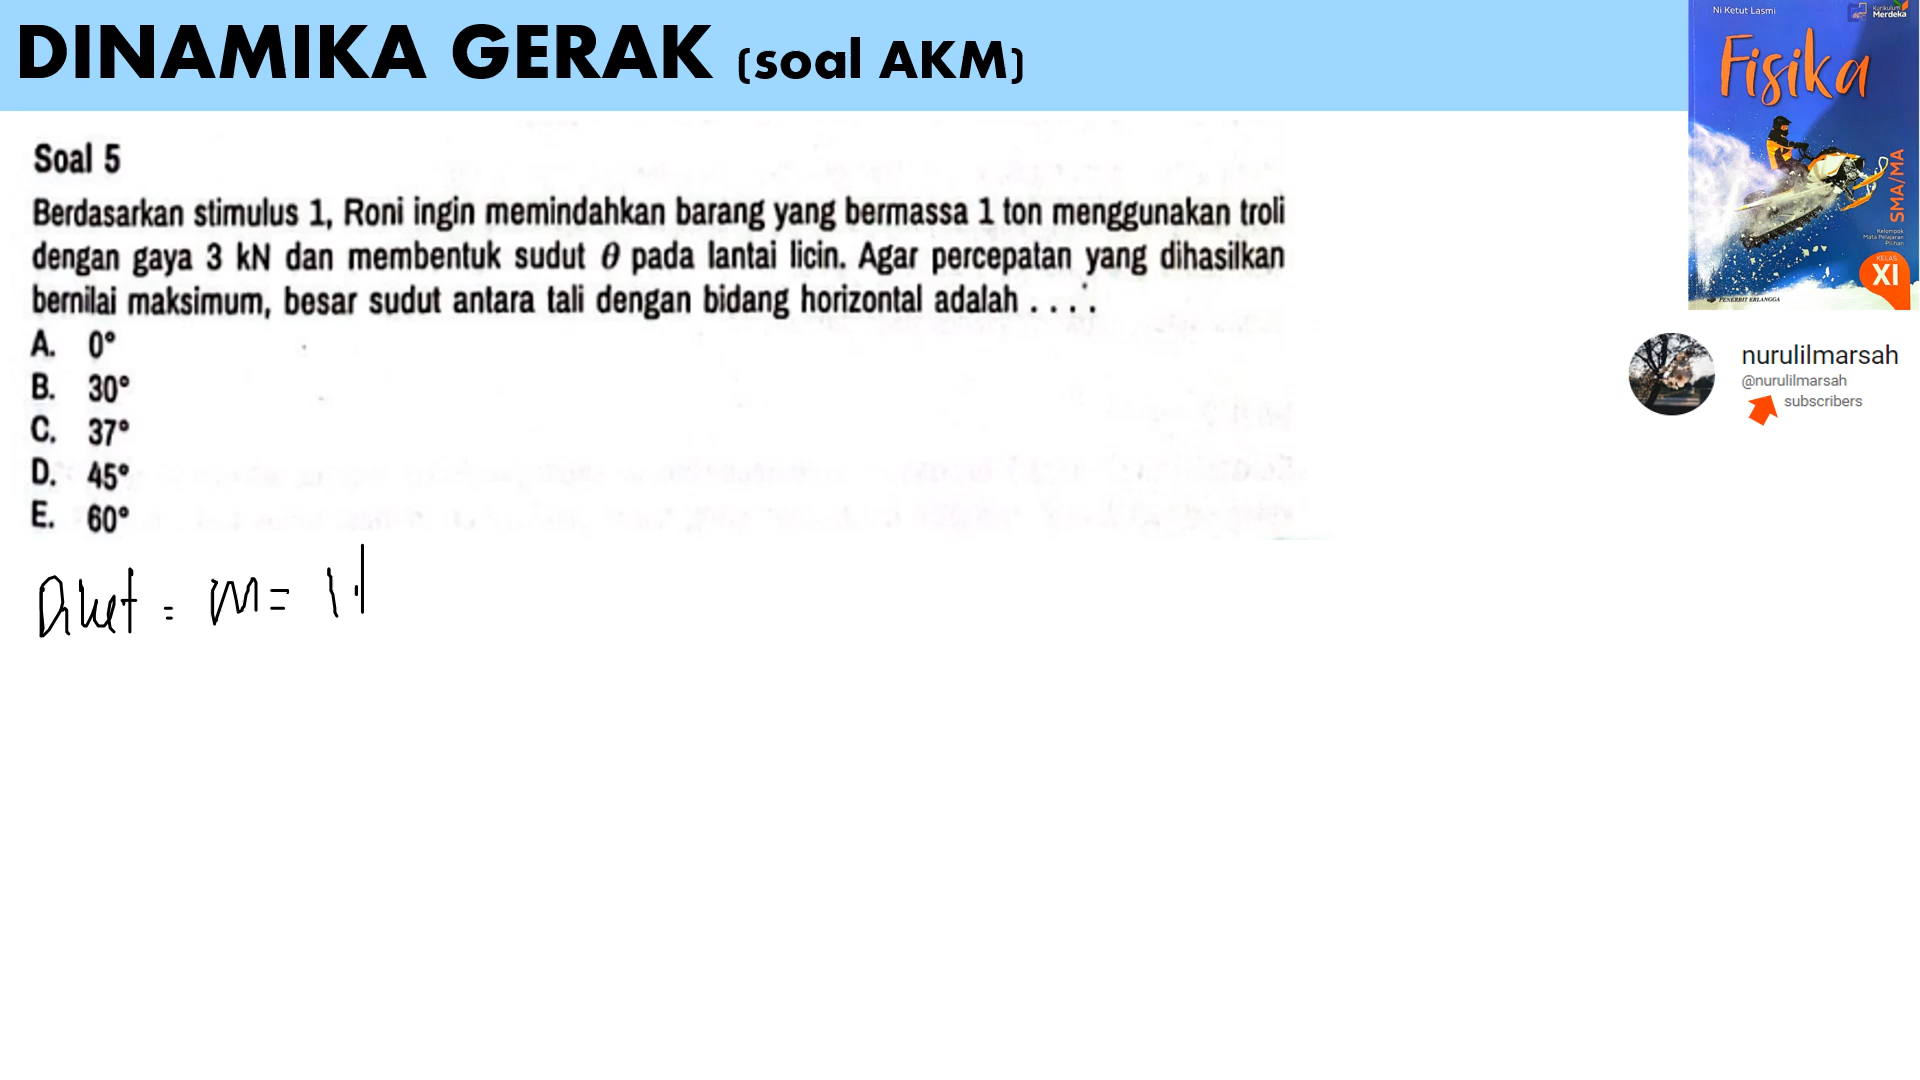 DINAMIKA GERAK (soal AKM)
Ni Ketut Lasmi
Kurikulum
Merdeka
Fisika
SMA/MA
Kelompok
Mata Pelajaran
Pilihan
KELAS
XI
PENERBIT ERLANGGA
Soal 5
Berdasarkan stimulus 1, Roni ingin memindahkan barang yang bermassa 1 ton menggunakan troli
dengan gaya 3 kN dan membentuk sudut θ pada lantai licin. Agar percepatan yang dihasilkan
bernilai maksimum, besar sudut antara tali dengan bidang horizontal adalah . . . .
A. 0°
B. 30°
C. 37°
D. 45°
E. 60°
nurulilmarsah
@nurulilmarsah
subscribers
Diket = m = 1